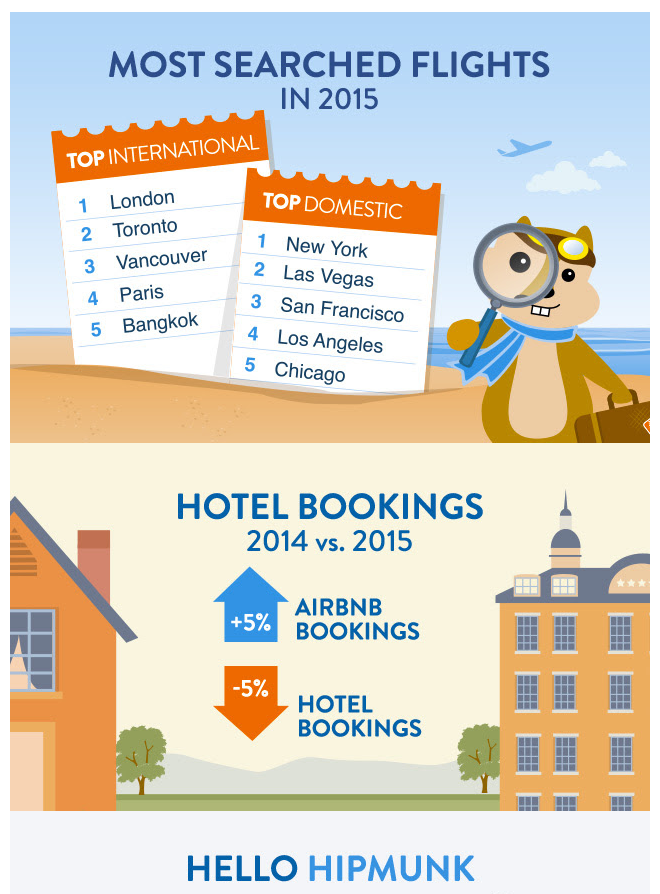 MOST SEARCHED FLIGHTS
IN 2015
TOP INTERNATIONAL
1 London
2 Toronto
3 Vancouver
4 Paris
5 Bangkok
TOP DOMESTIC
1 New York
2 Las Vegas
3 San Francisco
4 Los Angeles
5 Chicago
HOTEL BOOKINGS
2014 vs. 2015
+5%
AIRBNB
BOOKINGS
-5%
HOTEL
BOOKINGS
HELLO HIPMUNK